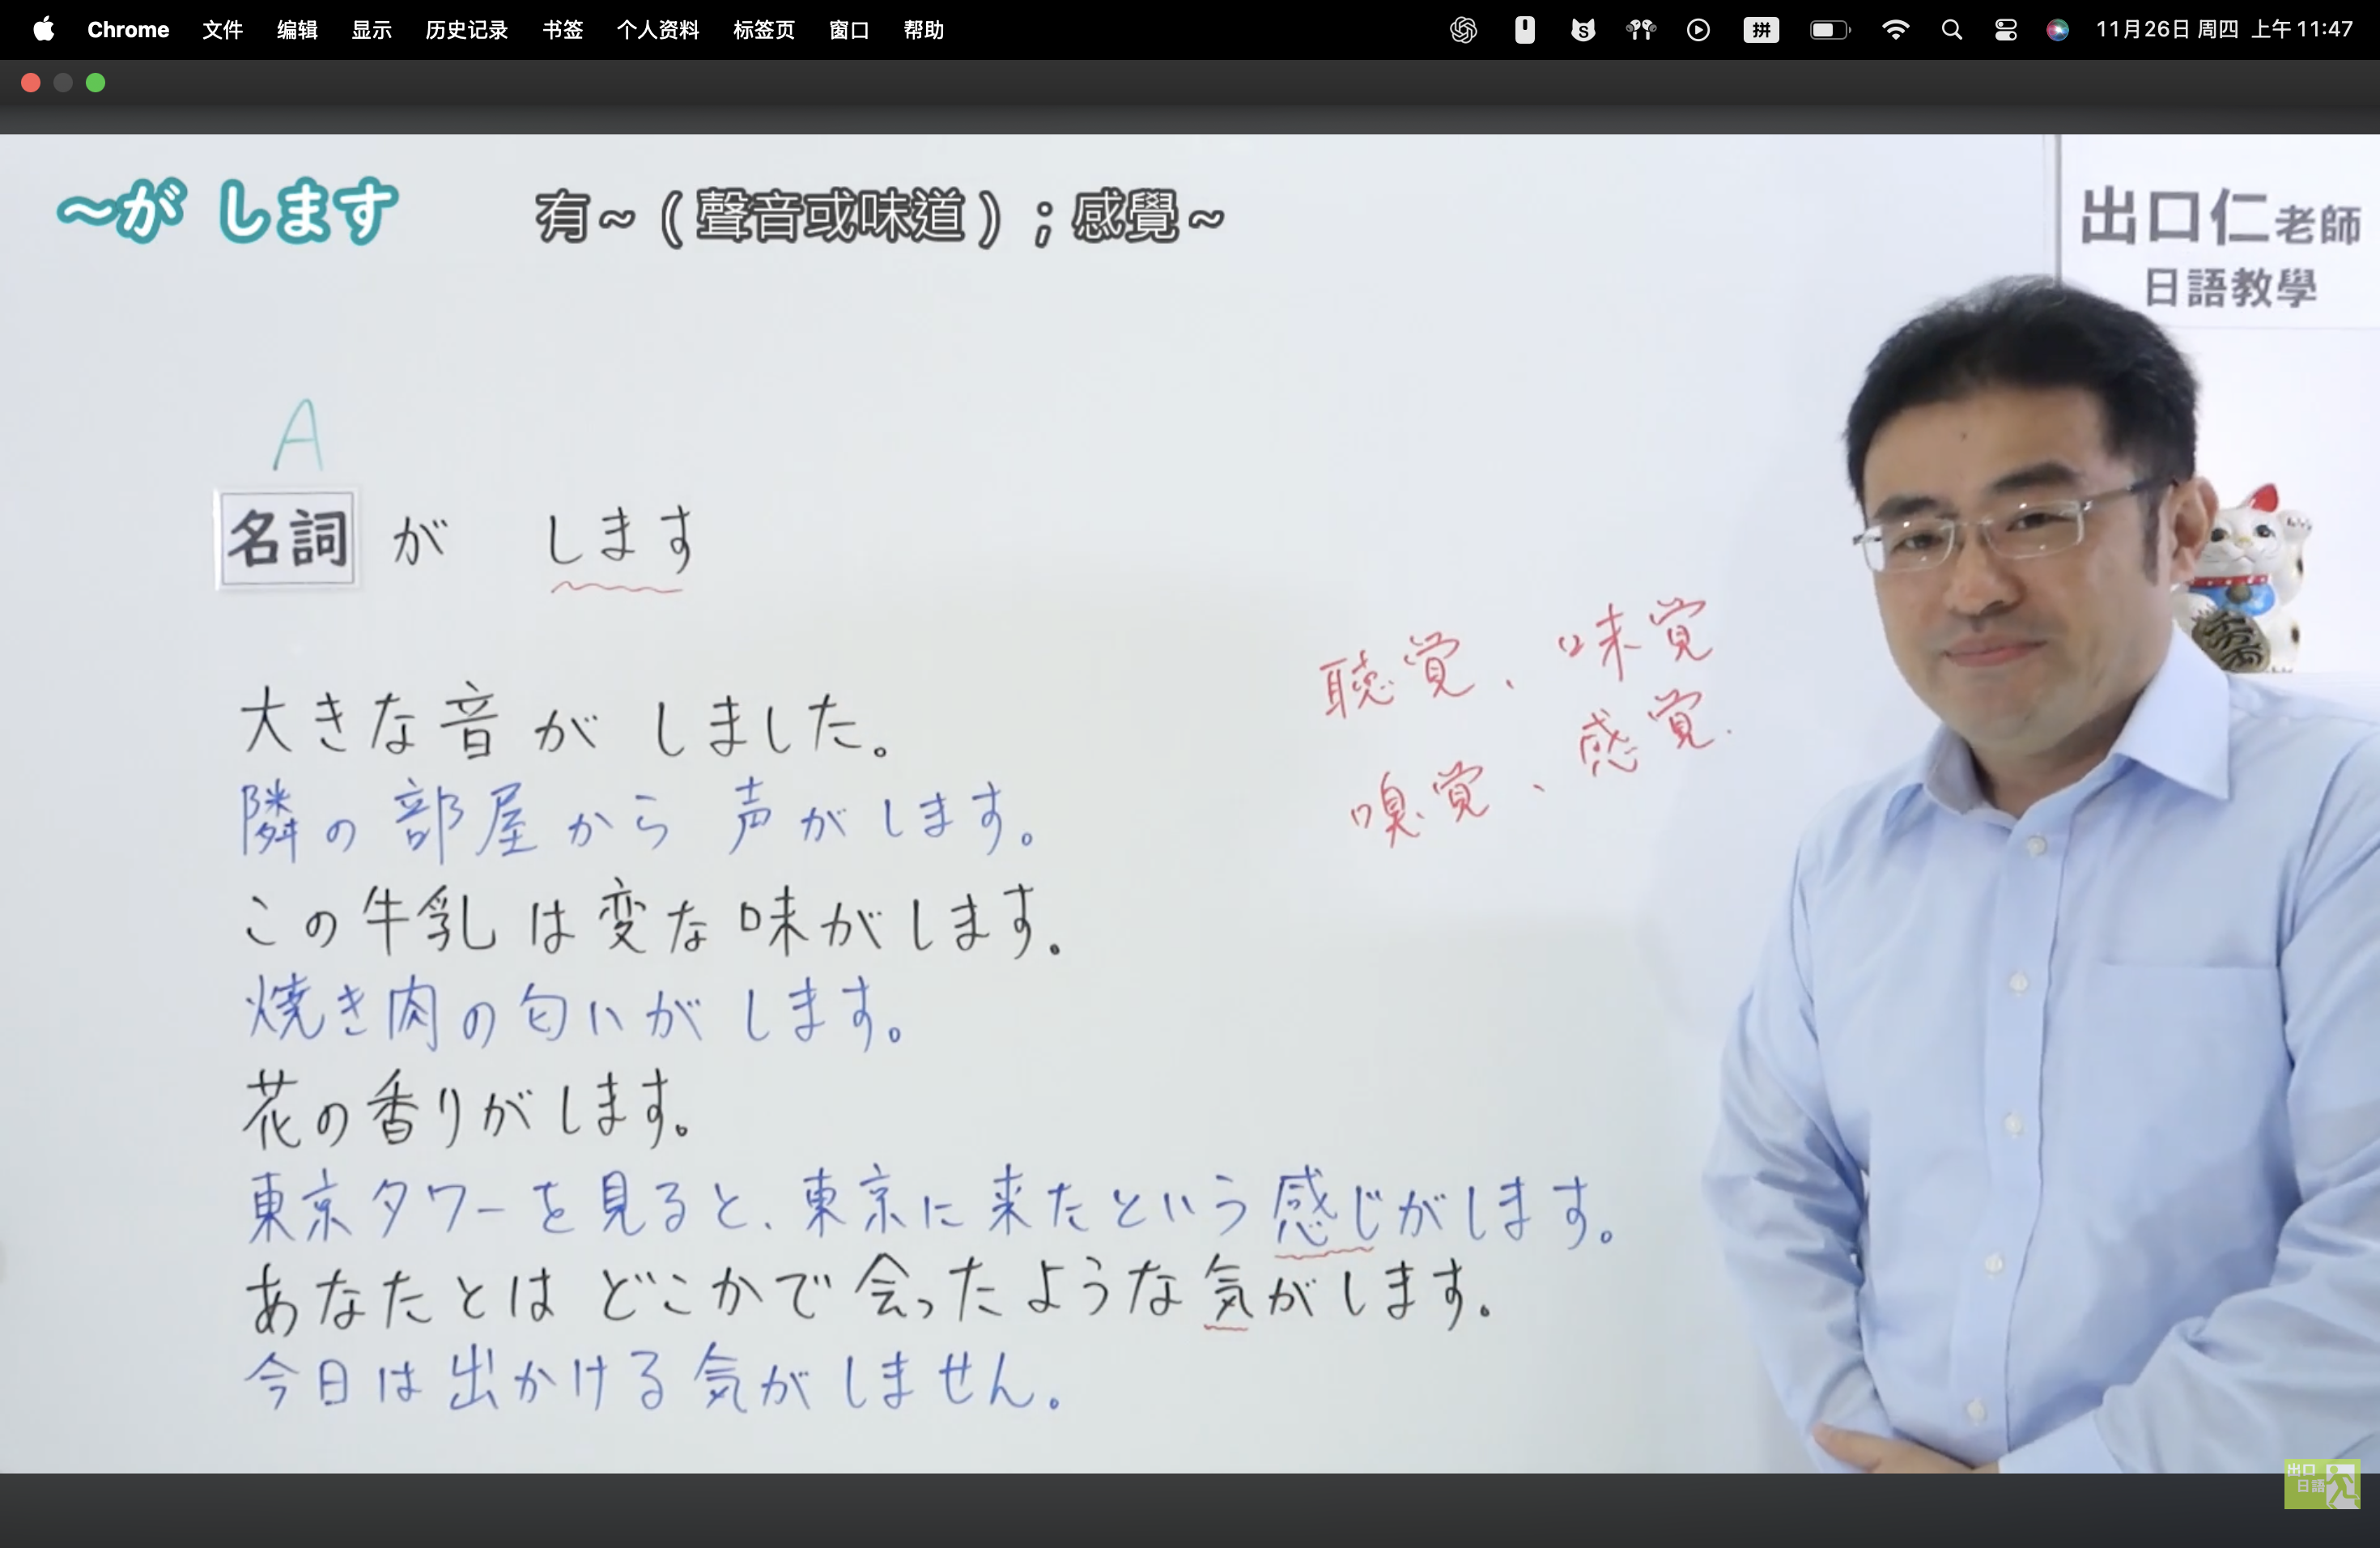 Chrome 文件 编辑 显示 历史记录 书签 个人资料 标签页 窗口 帮助 拼 11月26日 周四 上午 11:47
～が します 有～（聲音或味道）；感覺～
出口仁老師
日語教學
A
名詞 が します
聴覚、味覚
嗅覚、感覚.
大きな音がしました。
隣の部屋から声がします。
この牛乳は変な味がします。
焼き肉の匂いがします。
花の香りがします。
東京タワーを見ると、東京に来たという感じがします。
あなたとはどこかで会ったような気がします。
今日は出かける気がしません。
出口
日語